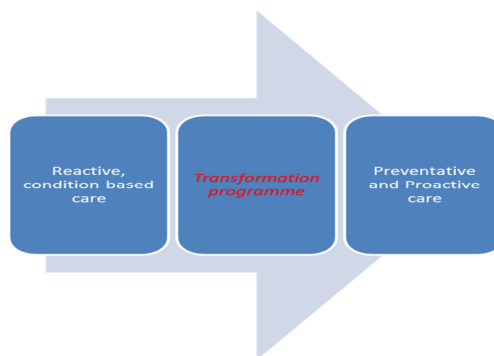 Reactive,
condition based
care
Transformation
programme
Preventative
and Proactive
care